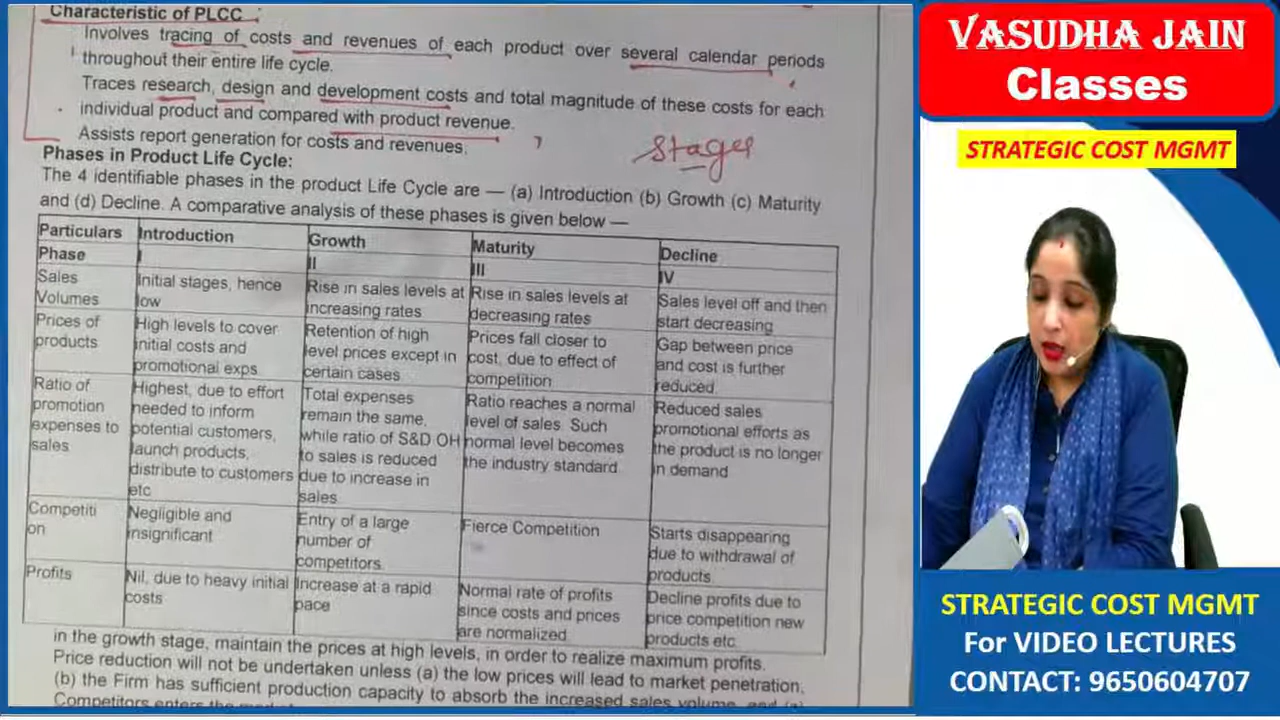 Characteristic of PLCC
Involves tracing of costs and revenues of each product over several calendar periods
throughout their entire life cycle.
Traces research, design and development costs and total magnitude of these costs for each
individual product and compared with product revenue.
Assists report generation for costs and revenues.
Stages
Phases in Product Life Cycle:
The 4 identifiable phases in the product Life Cycle are — (a) Introduction (b) Growth (c) Maturity
and (d) Decline. A comparative analysis of these phases is given below —
Particulars Introduction Growth Maturity Decline
Phase I II III IV
Sales
Volumes
Initial stages, hence
low
Rise in sales levels at
increasing rates
Rise in sales levels at
decreasing rates
Sales level off and then
start decreasing
Prices of
products
High levels to cover
initial costs and
promotional exps.
Retention of high
level prices except in
certain cases
Prices fall closer to
cost, due to effect of
competition
Gap between price
and cost is further
reduced.
Ratio of
promotion
expenses to
sales
Highest, due to effort
needed to inform
potential customers,
launch products,
distribute to customers
etc
Total expenses
remain the same,
while ratio of S&D OH
to sales is reduced
due to increase in
sales
Ratio reaches a normal
level of sales. Such
normal level becomes
the industry standard
Reduced sales
promotional efforts as
the product is no longer
in demand
Competiti
on
Negligible and
insignificant
Entry of a large
number of
competitors.
Fierce Competition
Starts disappearing
due to withdrawal of
products.
Profits
Nil, due to heavy initial
costs
Increase at a rapid
pace
Normal rate of profits
since costs and prices
are normalized
Decline profits due to
price competition new
products etc.
in the growth stage, maintain the prices at high levels, in order to realize maximum profits.
Price reduction will not be undertaken unless (a) the low prices will lead to market penetration,
(b) the Firm has sufficient production capacity to absorb the increased sales volume, and
Competitors enters the market
VASUDHA JAIN
Classes
STRATEGIC COST MGMT
STRATEGIC COST MGMT
For VIDEO LECTURES
CONTACT: 9650604707